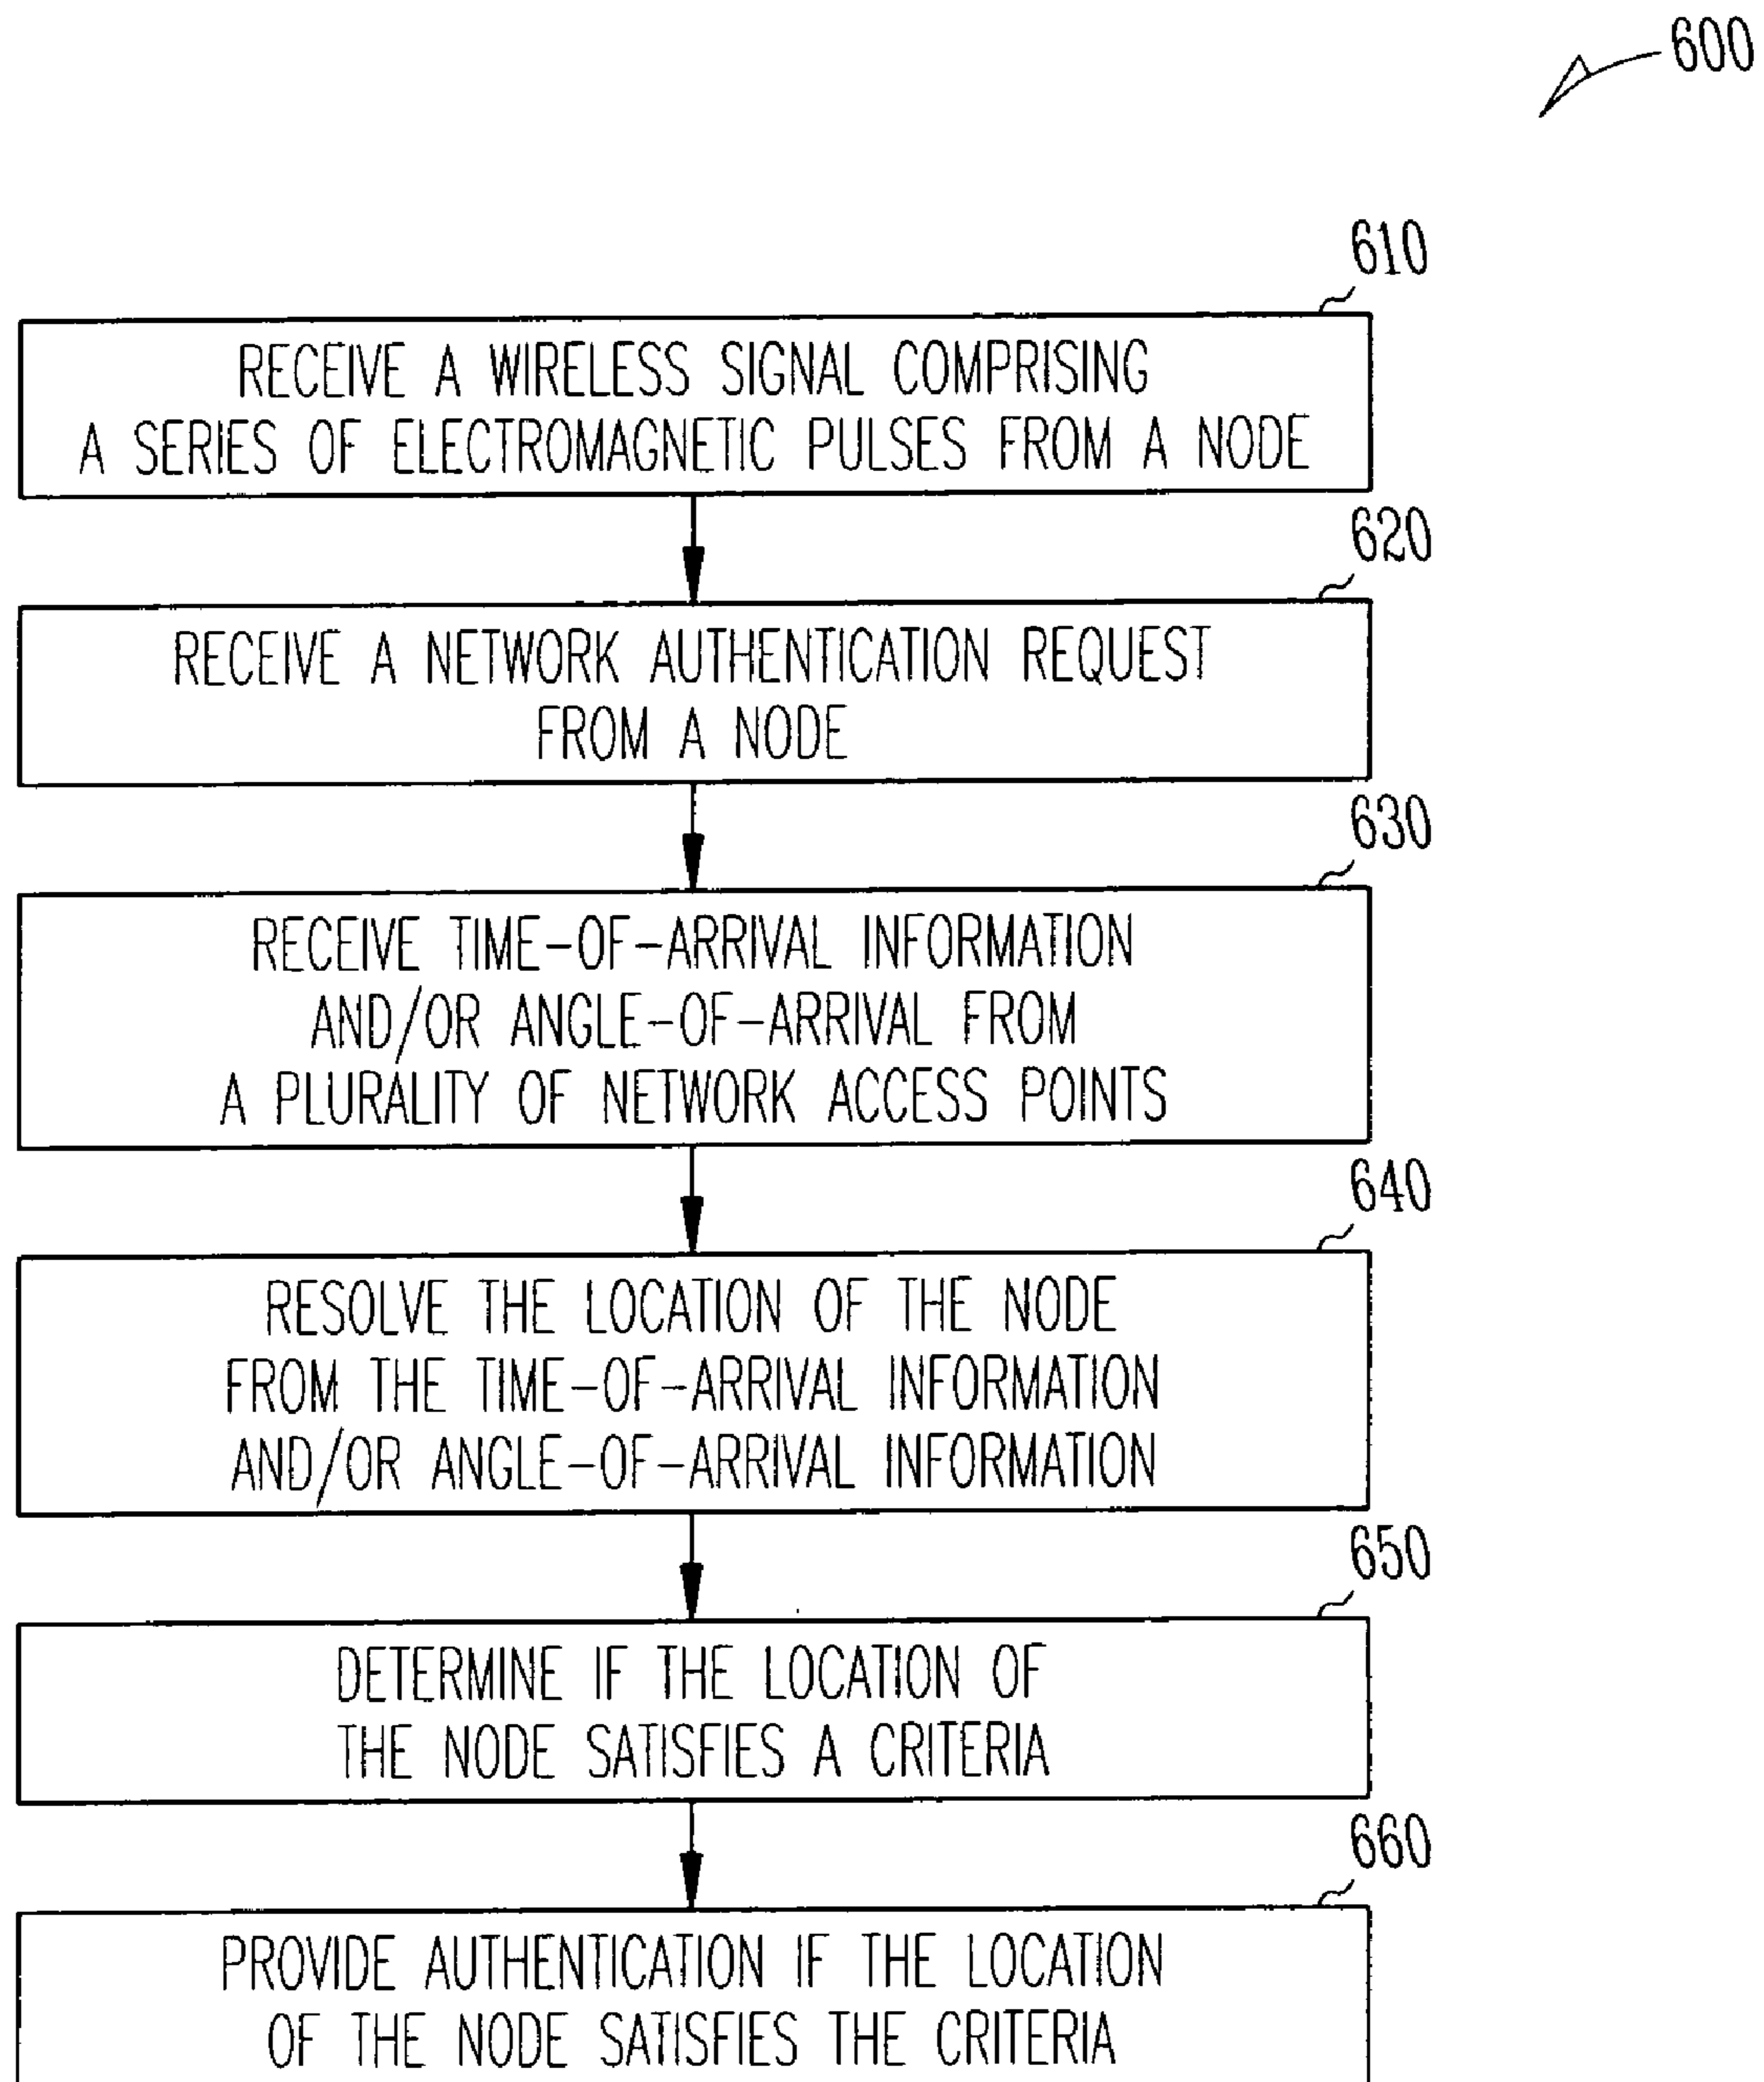 600
610
RECEIVE A WIRELESS SIGNAL COMPRISING
A SERIES OF ELECTROMAGNETIC PULSES FROM A NODE
620
RECEIVE A NETWORK AUTHENTICATION REQUEST
FROM A NODE
630
RECEIVE TIME-OF-ARRIVAL INFORMATION
AND/OR ANGLE-OF-ARRIVAL FROM
A PLURALITY OF NETWORK ACCESS POINTS
640
RESOLVE THE LOCATION OF THE NODE
FROM THE TIME-OF-ARRIVAL INFORMATION
AND/OR ANGLE-OF-ARRIVAL INFORMATION
650
DETERMINE IF THE LOCATION OF
THE NODE SATISFIES A CRITERIA
660
PROVIDE AUTHENTICATION IF THE LOCATION
OF THE NODE SATISFIES THE CRITERIA